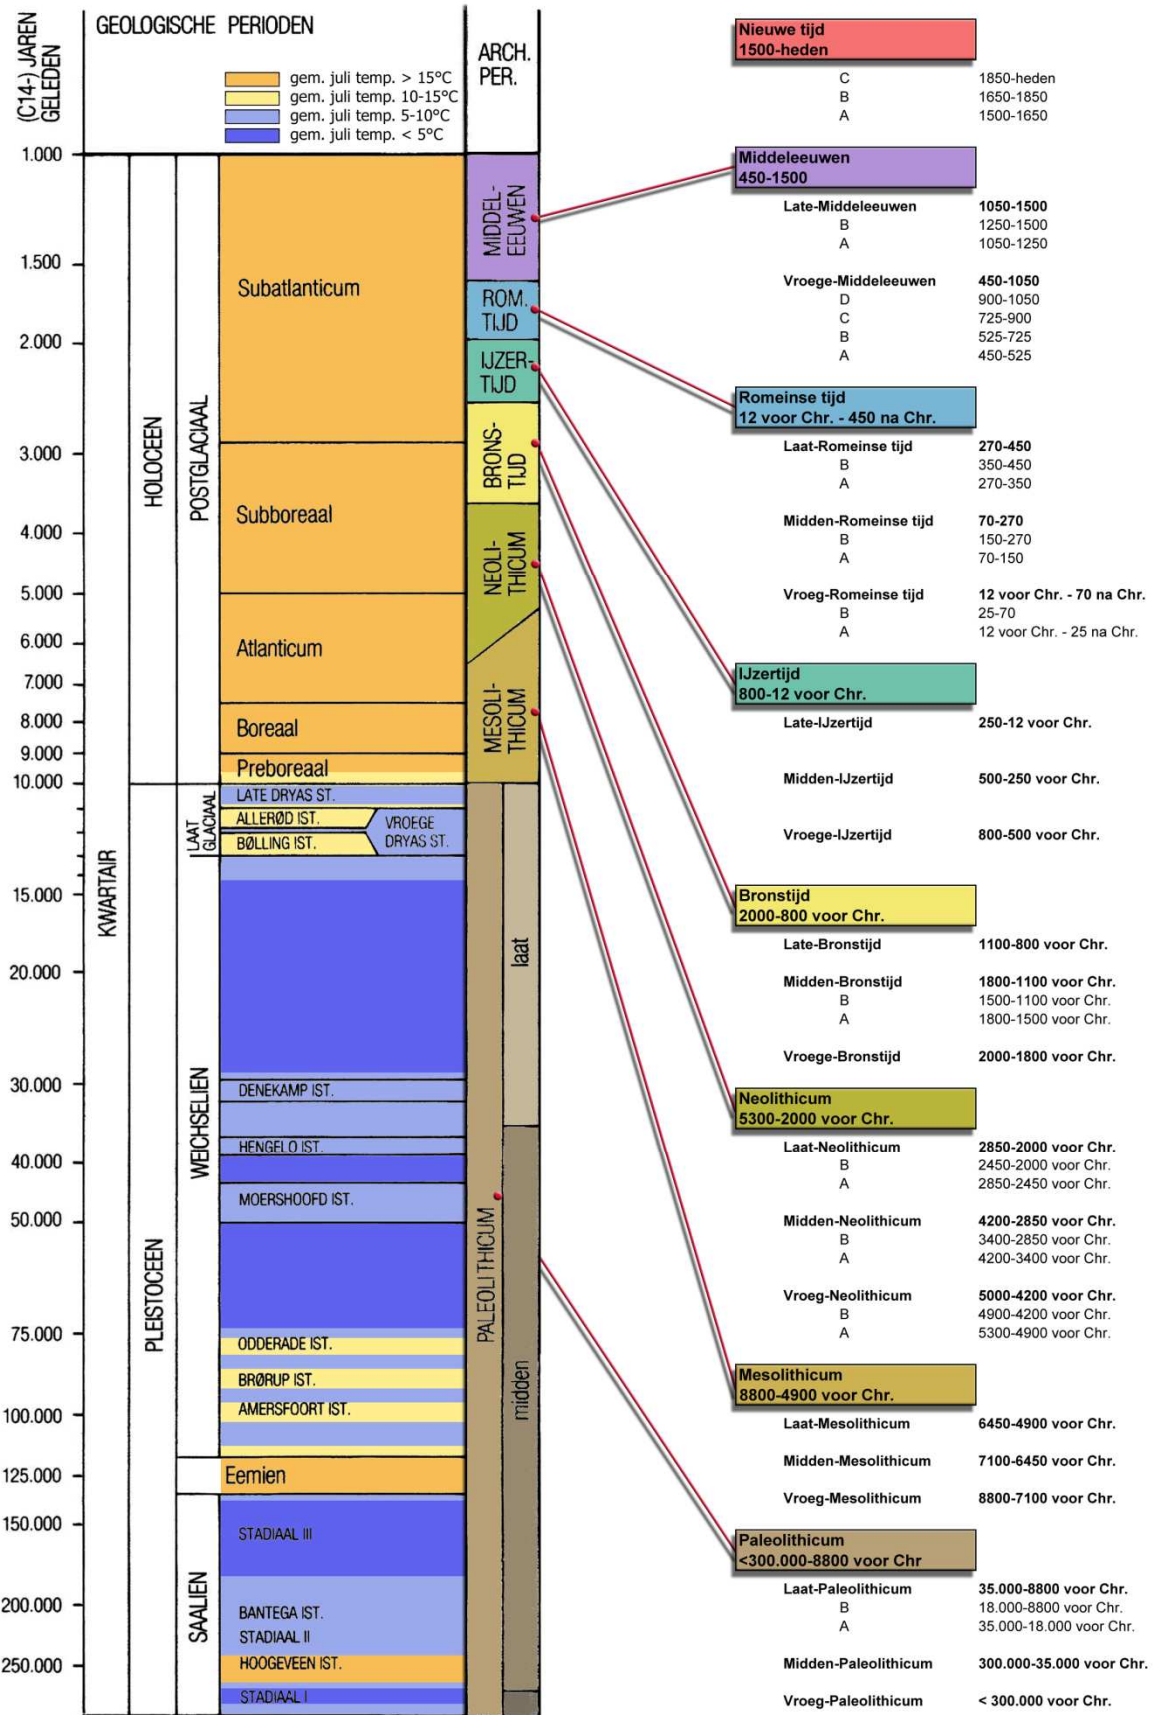 (C14-) JAREN
GELEDEN
GEOLOGISCHE PERIODEN
gem. juli temp. > 15°C
gem. juli temp. 10-15°C
gem. juli temp. 5-10°C
gem. juli temp. < 5°C
ARCH.
PER.
1.000
1.500
2.000
3.000
4.000
5.000
6.000
7.000
8.000
9.000
10.000
15.000
20.000
30.000
40.000
50.000
75.000
100.000
125.000
150.000
200.000
250.000
KWARTAIR
HOLOCEEN
PLEISTOCEEN
POSTGLACIAAL
LAAT
GLACIAAL
WEICHSELIEN
SAALIEN
Subatlanticum
Subboreaal
Atlanticum
Boreaal
Preboreaal
LATE DRYAS ST.
ALLERØD IST.
VROEGE
DRYAS ST.
BØLLING IST.
DENEKAMP IST.
HENGELO IST.
MOERSHOOFD IST.
ODDERADE IST.
BRØRUP IST.
AMERSFOORT IST.
Eemien
STADIAAL III
BANTEGA IST.
STADIAAL II
HOOGEVEEN IST.
STADIAAL I
MIDDEL-
EEUWEN
ROM.
TIJD
IJZER-
TIJD
BRONS-
TIJD
NEOLI-
THICUM
MESOLI-
THICUM
PALEOLITHICUM
laat
midden
Nieuwe tijd
1500-heden
C 1850-heden
B 1650-1850
A 1500-1650
Middeleeuwen
450-1500
Late-Middeleeuwen 1050-1500
B 1250-1500
A 1050-1250
Vroege-Middeleeuwen 450-1050
D 900-1050
C 725-900
B 525-725
A 450-525
Romeinse tijd
12 voor Chr. - 450 na Chr.
Laat-Romeinse tijd 270-450
B 350-450
A 270-350
Midden-Romeinse tijd 70-270
B 150-270
A 70-150
Vroeg-Romeinse tijd 12 voor Chr. - 70 na Chr.
B 25-70
A 12 voor Chr. - 25 na Chr.
IJzertijd
800-12 voor Chr.
Late-IJzertijd 250-12 voor Chr.
Midden-IJzertijd 500-250 voor Chr.
Vroege-IJzertijd 800-500 voor Chr.
Bronstijd
2000-800 voor Chr.
Late-Bronstijd 1100-800 voor Chr.
Midden-Bronstijd 1800-1100 voor Chr.
B 1500-1100 voor Chr.
A 1800-1500 voor Chr.
Vroege-Bronstijd 2000-1800 voor Chr.
Neolithicum
5300-2000 voor Chr.
Laat-Neolithicum 2850-2000 voor Chr.
B 2450-2000 voor Chr.
A 2850-2450 voor Chr.
Midden-Neolithicum 4200-2850 voor Chr.
B 3400-2850 voor Chr.
A 4200-3400 voor Chr.
Vroeg-Neolithicum 5000-4200 voor Chr.
B 4900-4200 voor Chr.
A 5300-4900 voor Chr.
Mesolithicum
8800-4900 voor Chr.
Laat-Mesolithicum 6450-4900 voor Chr.
Midden-Mesolithicum 7100-6450 voor Chr.
Vroeg-Mesolithicum 8800-7100 voor Chr.
Paleolithicum
<300.000-8800 voor Chr
Laat-Paleolithicum 35.000-8800 voor Chr.
B 18.000-8800 voor Chr.
A 35.000-18.000 voor Chr.
Midden-Paleolithicum 300.000-35.000 voor Chr.
Vroeg-Paleolithicum < 300.000 voor Chr.